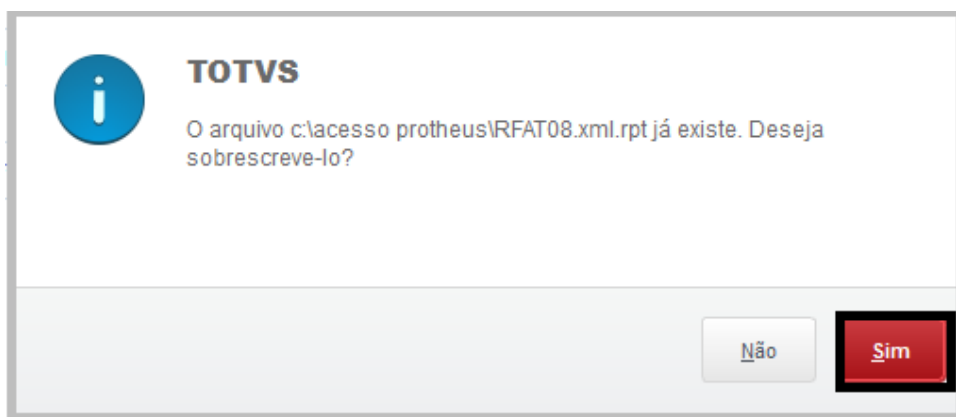 TOTVS
O arquivo c:\acesso protheus\RFAT08.xml.rpt já existe. Deseja
sobrescreve-lo?
Não
Sim